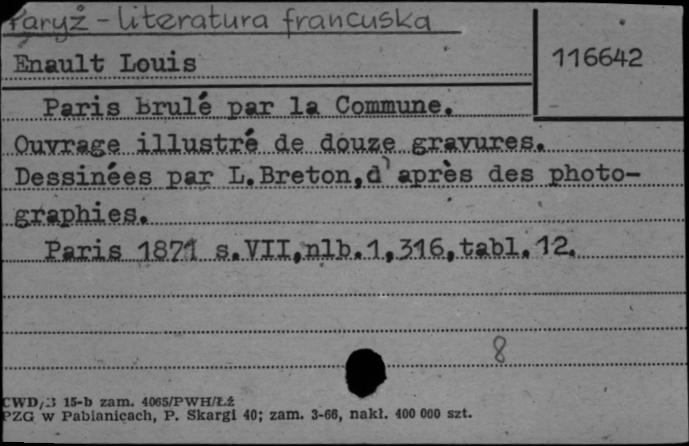 Paryż - literatura francuska
Enault Louis
116642
Paris brulé par la Commune.
Ouvrage illustré de douze gravures.
Dessinées par L.Breton,d'après des photo-
graphies.
Paris 1871 s.VII,nlb.1,316,tabl.12.
8
CWD/3 15-b zam. 4065/PWH/Łż
PZG w Pabianicach, P. Skargi 40; zam. 3-66, nakł. 400 000 szt.